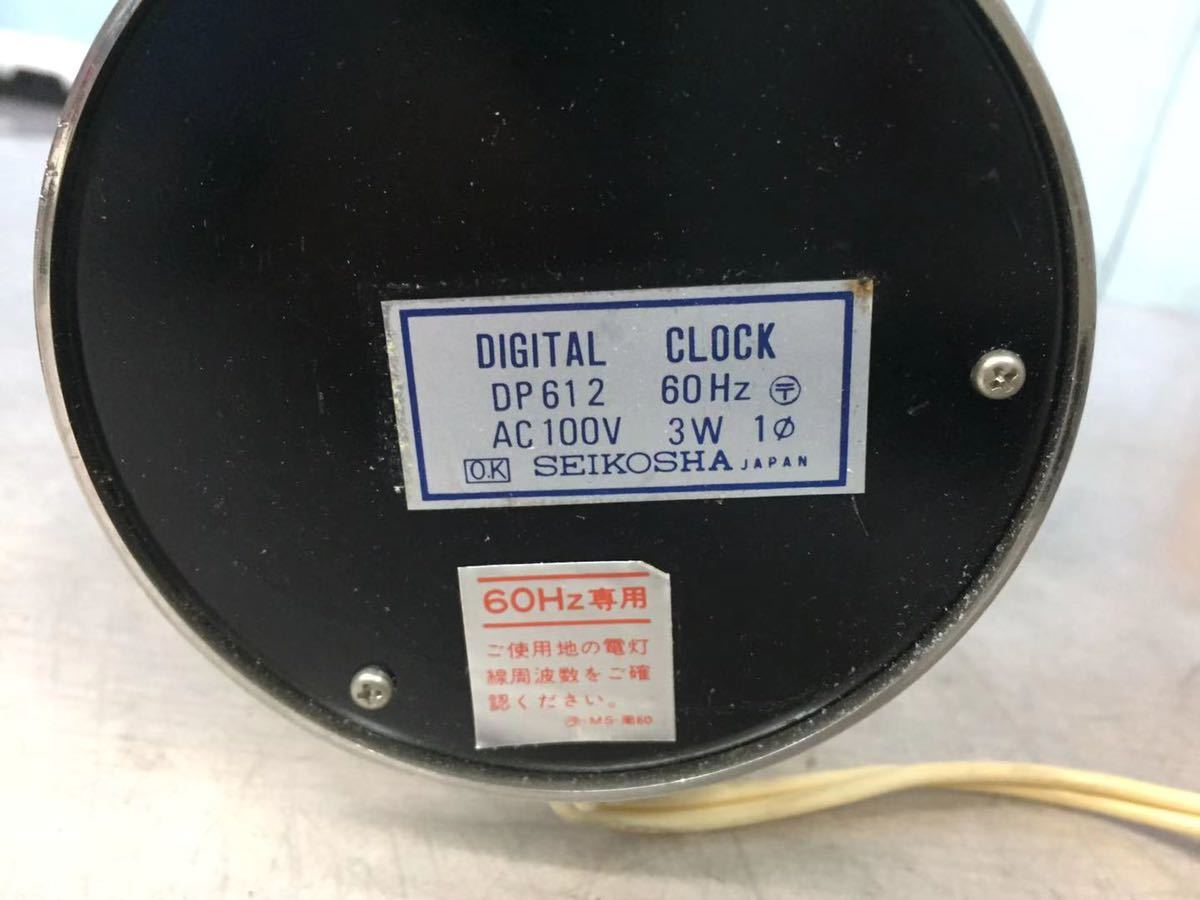 DIGITAL CLOCK
DP612 60Hz 〶
AC100V 3W 1φ
O.K SEIKOSHA JAPAN
60Hz専用
ご使用地の電灯
線周波数をご確
認ください。